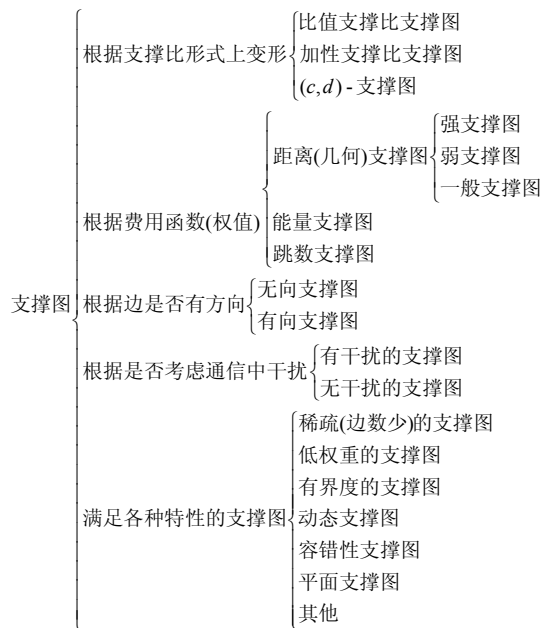 支撑图
根据支撑比形式上变形
比值支撑比支撑图
加性支撑比支撑图
(c,d) - 支撑图
根据费用函数(权值)
距离(几何)支撑图
强支撑图
弱支撑图
一般支撑图
能量支撑图
跳数支撑图
根据边是否有方向
无向支撑图
有向支撑图
根据是否考虑通信中干扰
有干扰的支撑图
无干扰的支撑图
满足各种特性的支撑图
稀疏(边数少)的支撑图
低权重的支撑图
有界度的支撑图
动态支撑图
容错性支撑图
平面支撑图
其他